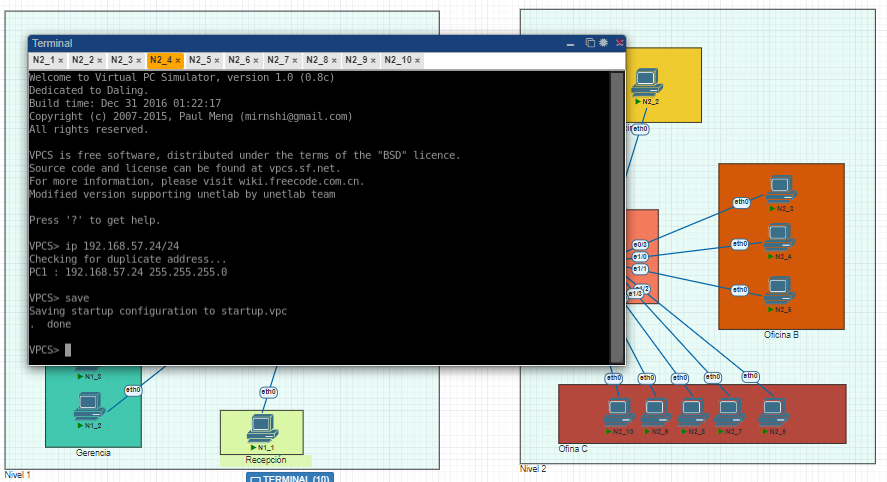 Terminal
N2_1 × N2_2 × N2_3 × N2_4 × N2_5 × N2_6 × N2_7 × N2_8 × N2_9 × N2_10 ×
Welcome to Virtual PC Simulator, version 1.0 (0.8c)
Dedicated to Daling.
Build time: Dec 31 2016 01:22:17
Copyright (c) 2007-2015, Paul Meng (mirnshi@gmail.com)
All rights reserved.
VPCS is free software, distributed under the terms of the "BSD" licence.
Source code and license can be found at vpcs.sf.net.
For more information, please visit wiki.freecode.com.cn.
Modified version supporting unetlab by unetlab team
Press '?' to get help.
VPCS> ip 192.168.57.24/24
Checking for duplicate address...
PC1 : 192.168.57.24 255.255.255.0
VPCS> save
Saving startup configuration to startup.vpc
.  done
VPCS>
N2_2
eth0
eth0
N2_3
e0/3
e1/0
eth0
N2_4
e1/1
e1/3
eth0
N2_5
Oficina B
eth0
eth0
eth0
eth0
eth0
N2_10
N2_9
N2_8
N2_7
N2_6
Ofina C
Nivel 2
N1_3
eth0
N1_2
Gerencia
eth0
N1_1
Recepción
Nivel 1
TERMINAL (10)